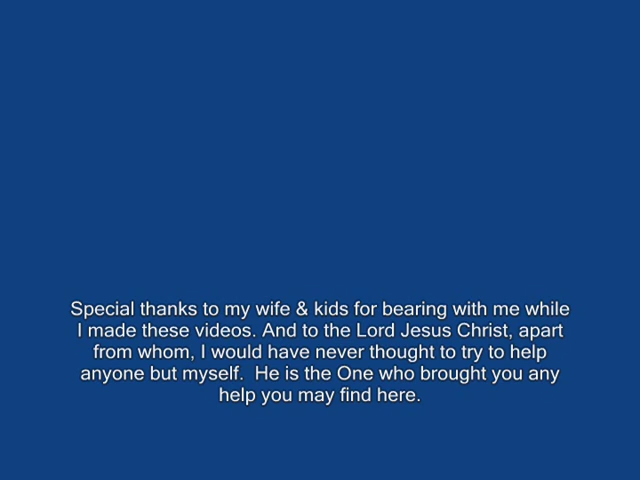 Special thanks to my wife & kids for bearing with me while
I made these videos. And to the Lord Jesus Christ, apart
from whom, I would have never thought to try to help
anyone but myself.  He is the One who brought you any
help you may find here.